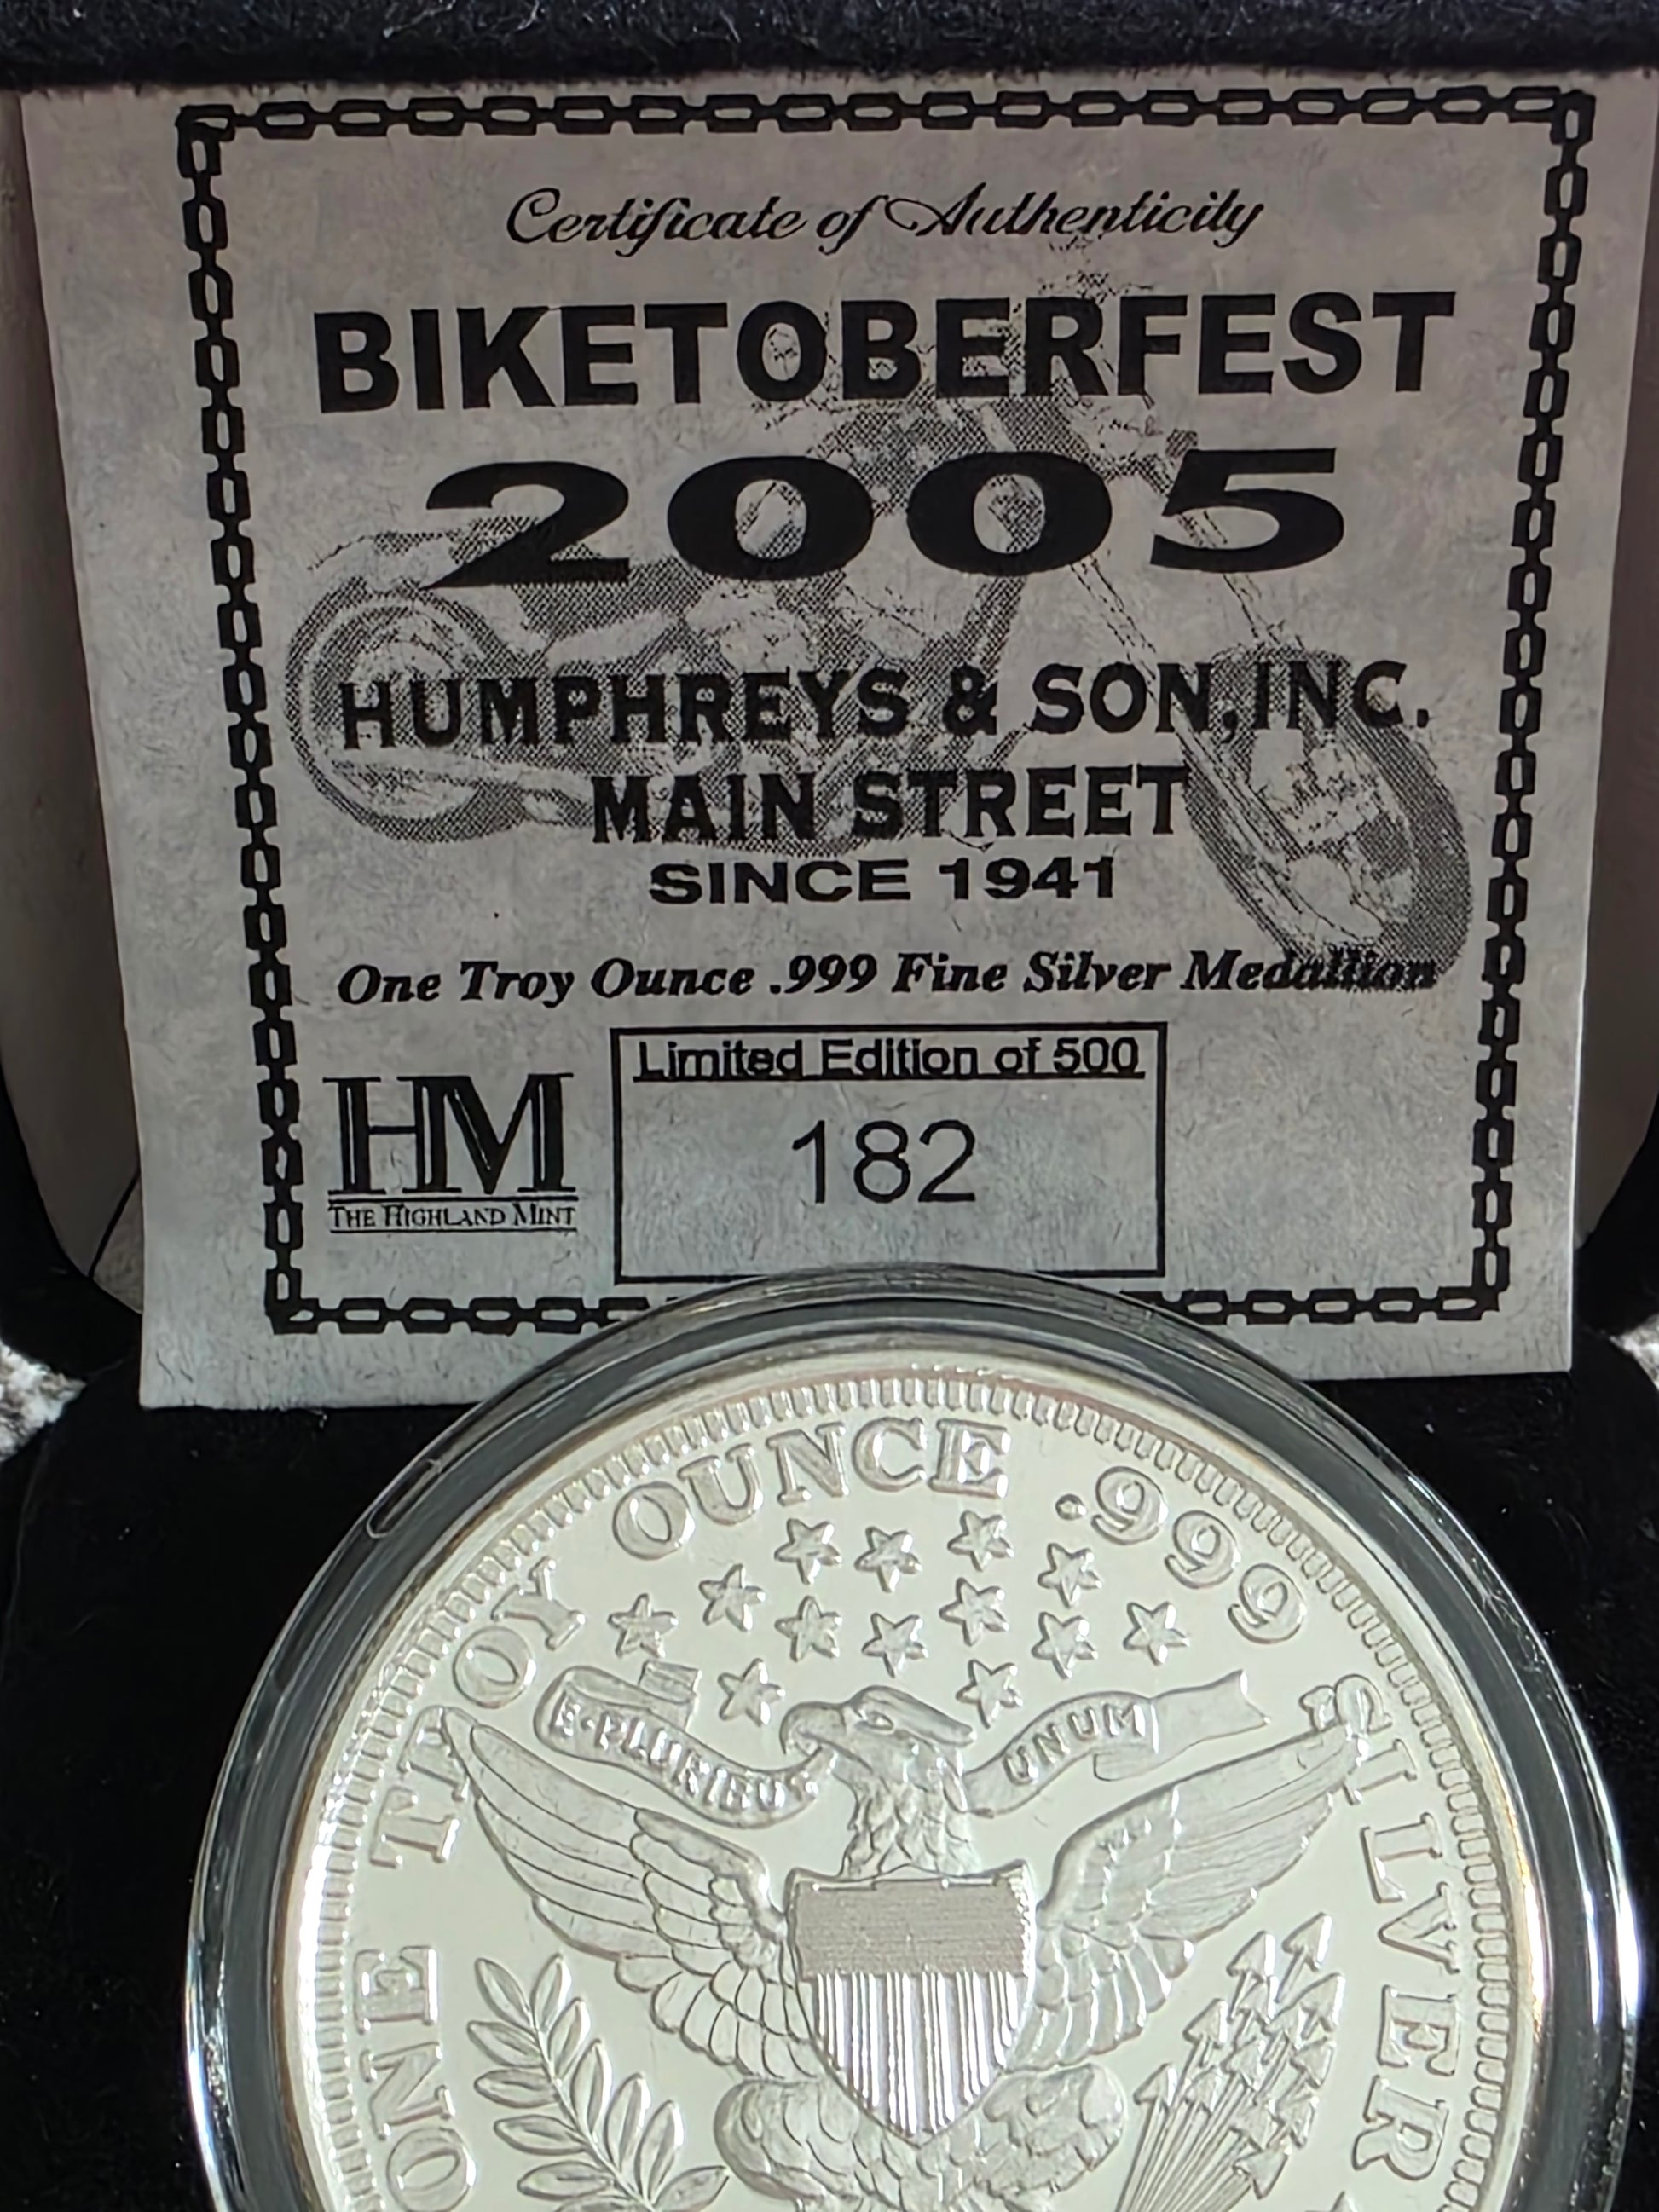 Certificate of Authenticity
BIKETOBERFEST
2005
HUMPHREYS & SON, INC.
MAIN STREET
SINCE 1941
One Troy Ounce .999 Fine Silver Medallion
Limited Edition of 500
182
HM
THE HIGHLAND MINT
ONE TROY OUNCE .999 SILVER
E·PLURIBUS UNUM